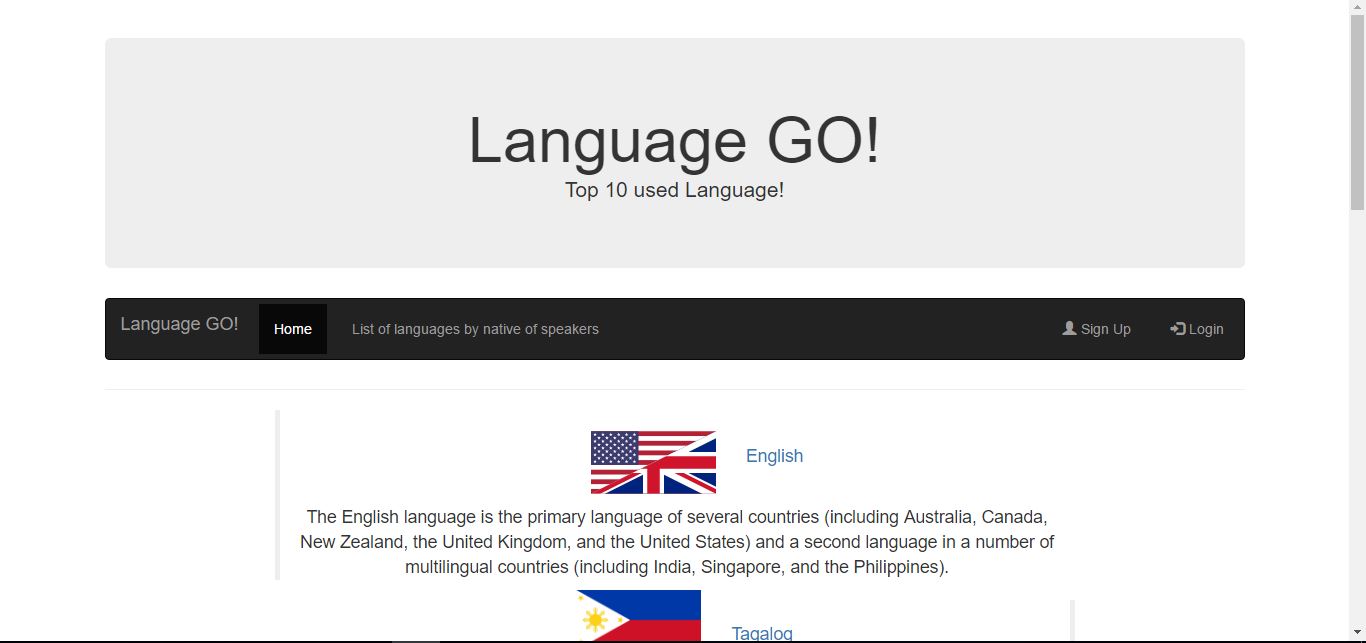 Language GO!
Top 10 used Language!
Language GO! Home List of languages by native of speakers Sign Up Login
English
The English language is the primary language of several countries (including Australia, Canada,
New Zealand, the United Kingdom, and the United States) and a second language in a number of
multilingual countries (including India, Singapore, and the Philippines).
Tagalog